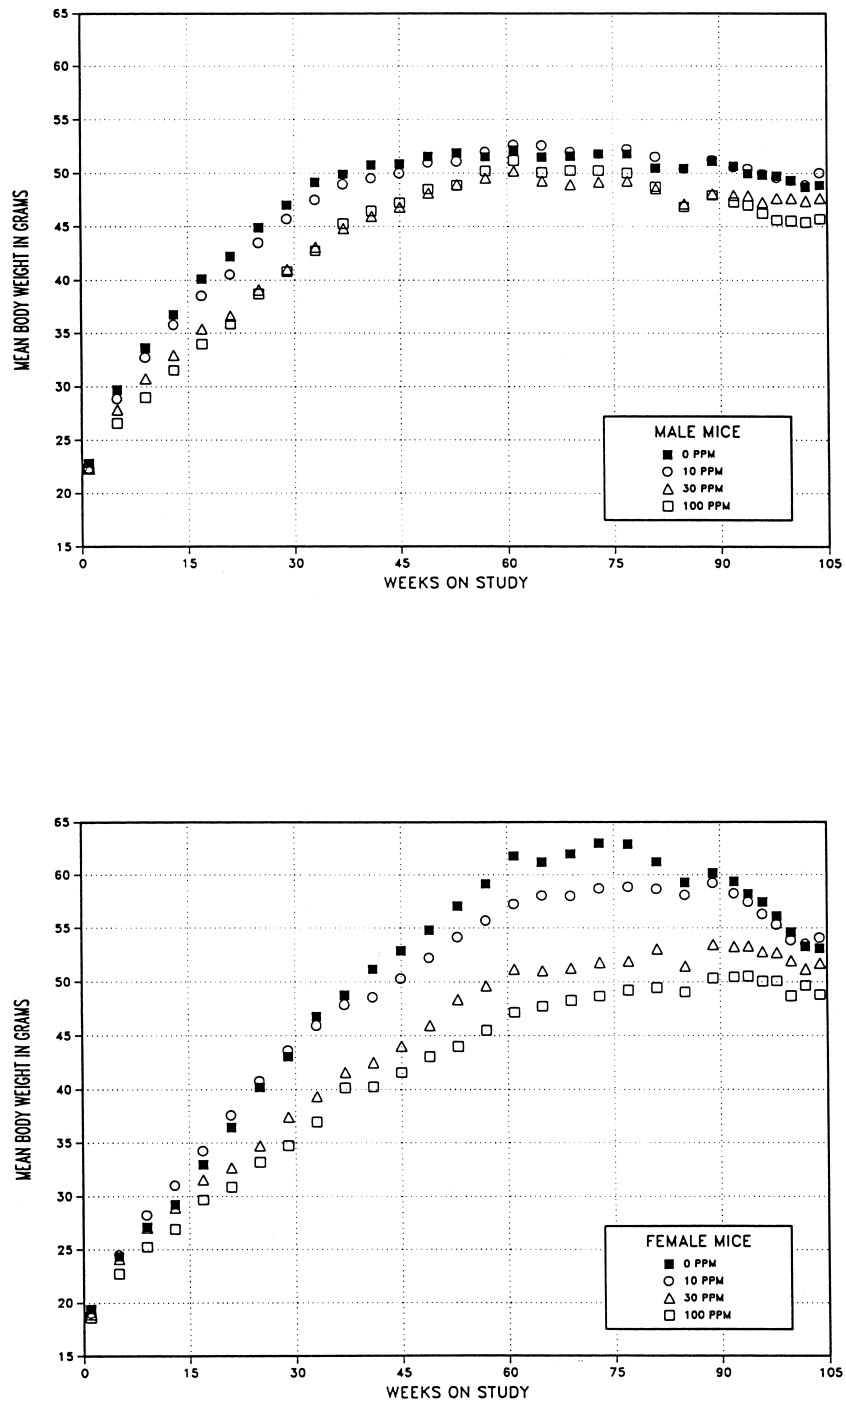 65
60
55
50
45
40
35
30
25
20
15
MEAN BODY WEIGHT IN GRAMS
MALE MICE
0 PPM
10 PPM
30 PPM
100 PPM
0 15 30 45 60 75 90 105
WEEKS ON STUDY
65
60
55
50
45
40
35
30
25
20
15
MEAN BODY WEIGHT IN GRAMS
FEMALE MICE
0 PPM
10 PPM
30 PPM
100 PPM
0 15 30 45 60 75 90 105
WEEKS ON STUDY